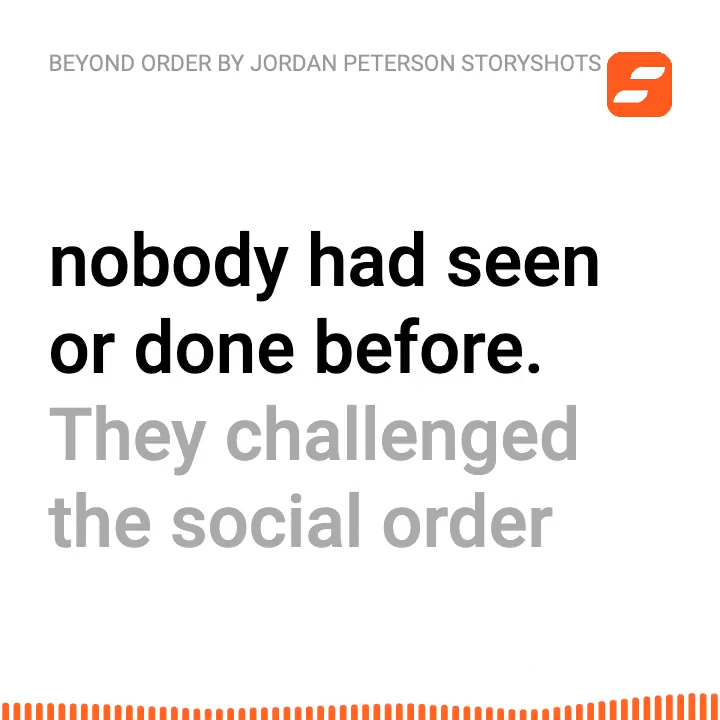 BEYOND ORDER BY JORDAN PETERSON STORYSHOTS
nobody had seen
or done before.
They challenged
the social order